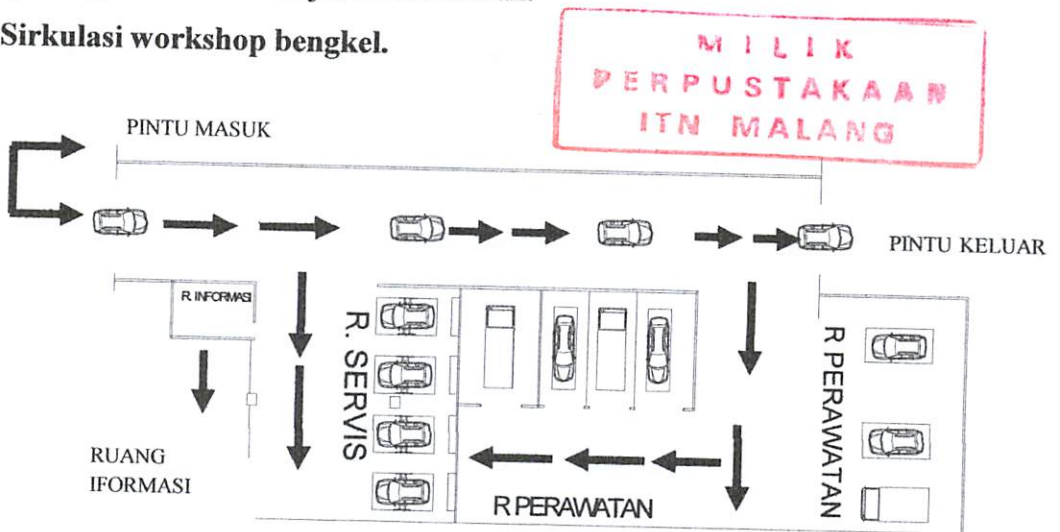 Sirkulasi workshop bengkel.
MILIK
PERPUSTAKAAN
ITN MALANG
PINTU MASUK
PINTU KELUAR
R. INFORMASI
R. SERVIS
R PERAWATAN
RUANG
IFORMASI
R PERAWATAN